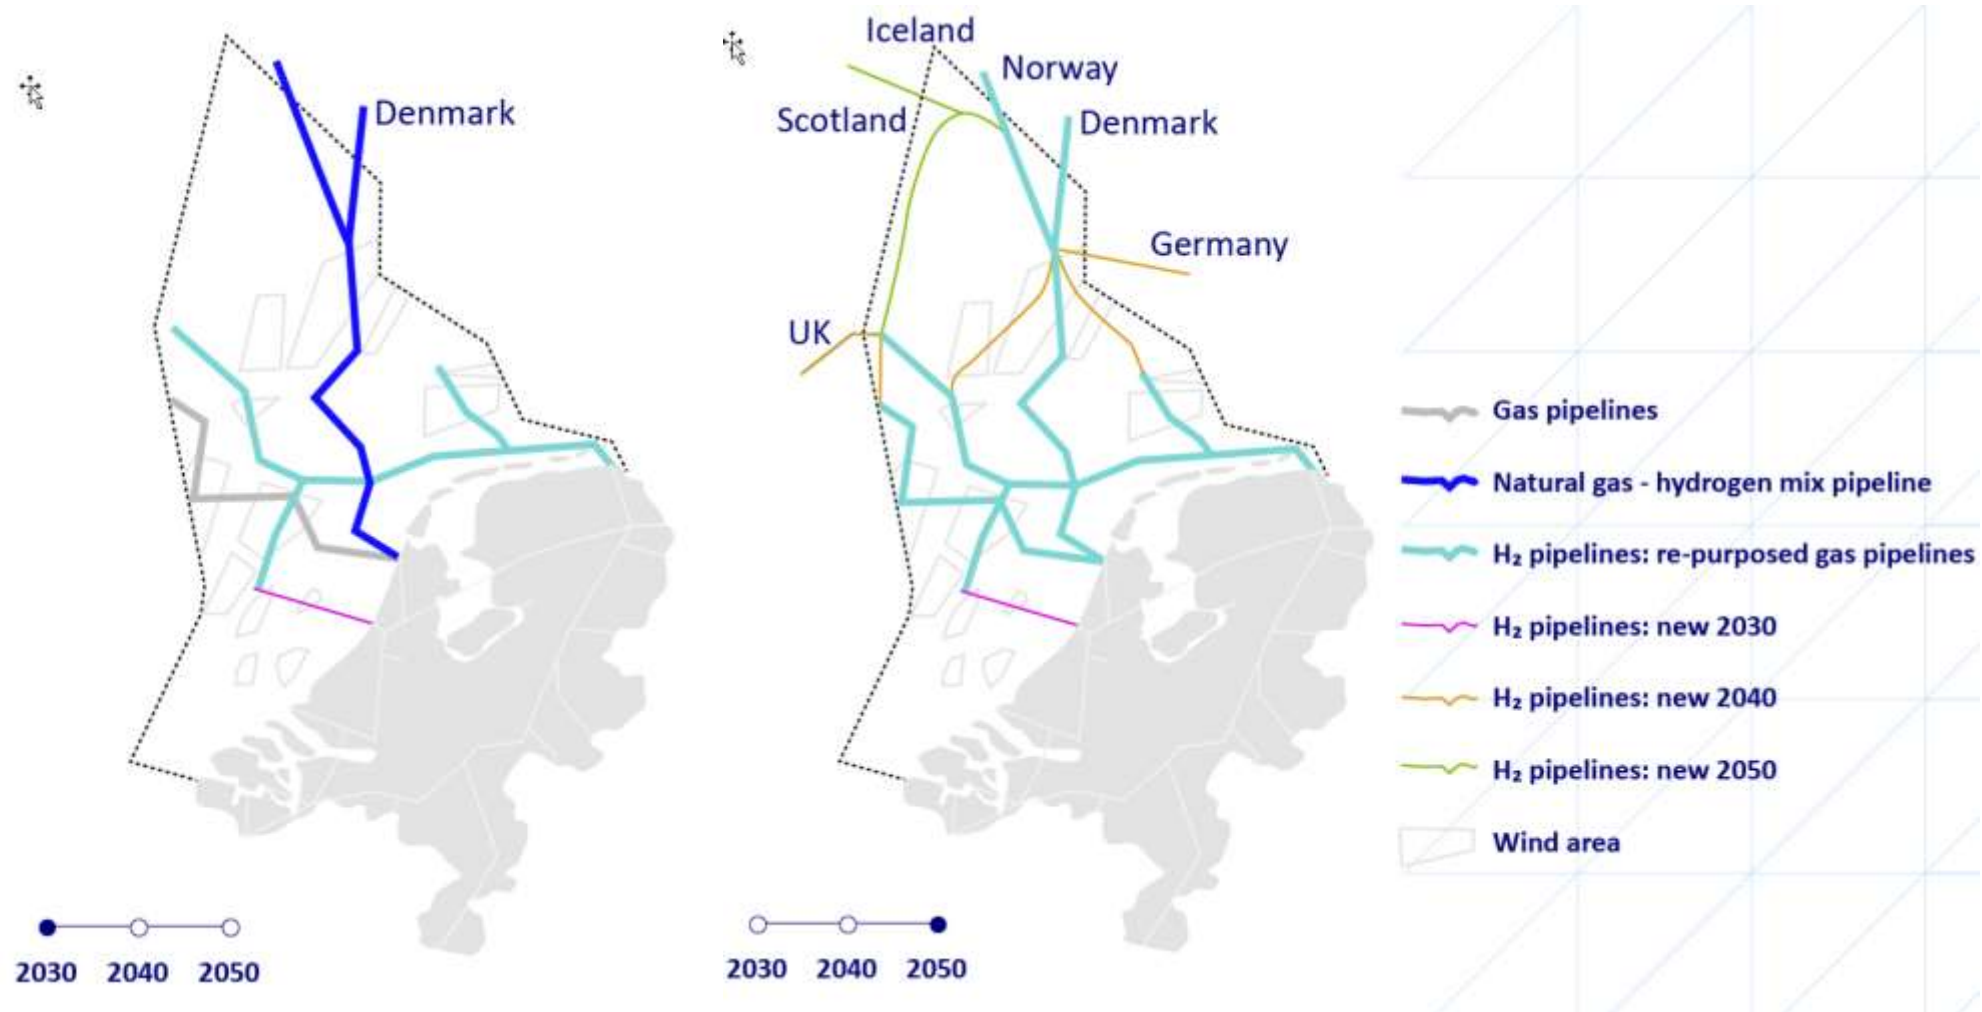 Denmark
2030 2040 2050
Iceland
Norway
Scotland
Denmark
Germany
UK
2030 2040 2050
Gas pipelines
Natural gas - hydrogen mix pipeline
H₂ pipelines: re-purposed gas pipelines
H₂ pipelines: new 2030
H₂ pipelines: new 2040
H₂ pipelines: new 2050
Wind area